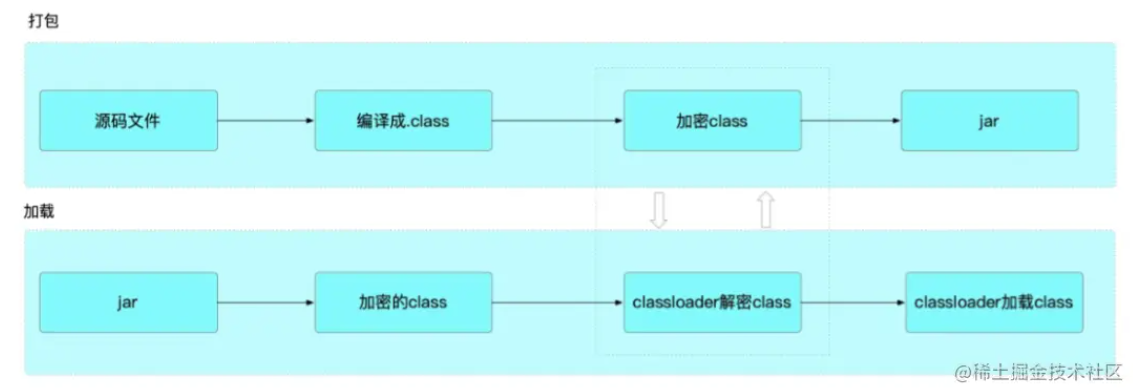 打包
源码文件
编译成.class
加密class
jar
加载
jar
加密的class
classloader解密class
classloader加载class
@稀土掘金技术社区